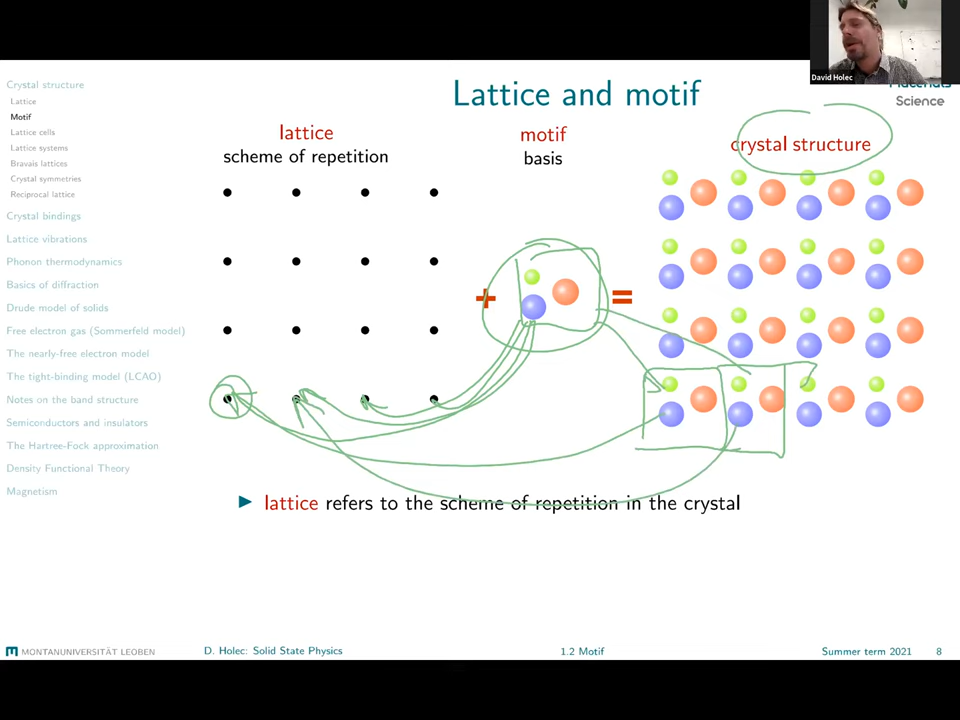 David Holec
Materials
Science
Crystal structure
Lattice
Motif
Lattice cells
Lattice systems
Bravais lattices
Crystal symmetries
Reciprocal lattice
Crystal bindings
Lattice vibrations
Phonon thermodynamics
Basics of diffraction
Drude model of solids
Free electron gas (Sommerfeld model)
The nearly-free electron model
The tight-binding model (LCAO)
Notes on the band structure
Semiconductors and insulators
The Hartree-Fock approximation
Density Functional Theory
Magnetism
Lattice and motif
lattice
scheme of repetition
motif
basis
crystal structure
+
=
lattice refers to the scheme of repetition in the crystal
MONTANUNIVERSITÄT LEOBEN
D. Holec: Solid State Physics
1.2 Motif
Summer term 2021
8